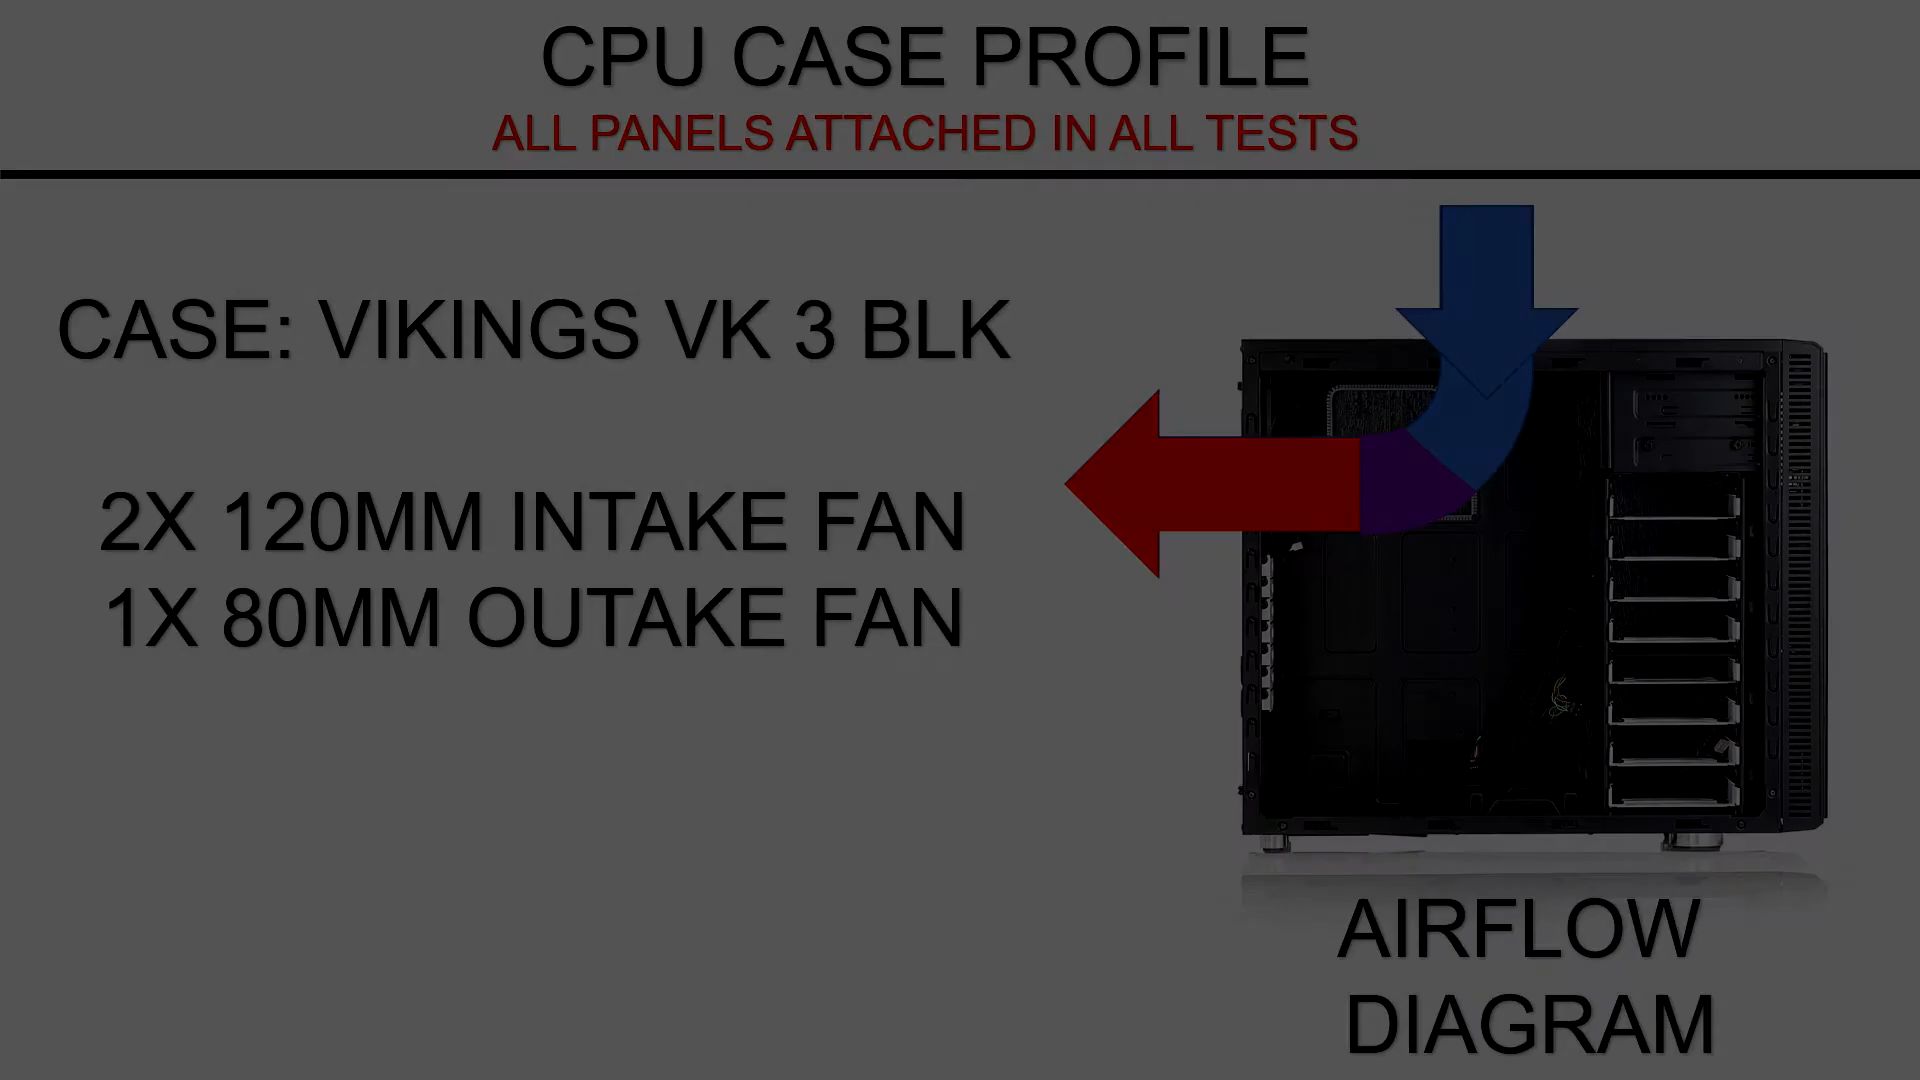 CPU CASE PROFILE
ALL PANELS ATTACHED IN ALL TESTS
CASE: VIKINGS VK 3 BLK
2X 120MM INTAKE FAN
1X 80MM OUTAKE FAN
AIRFLOW
DIAGRAM